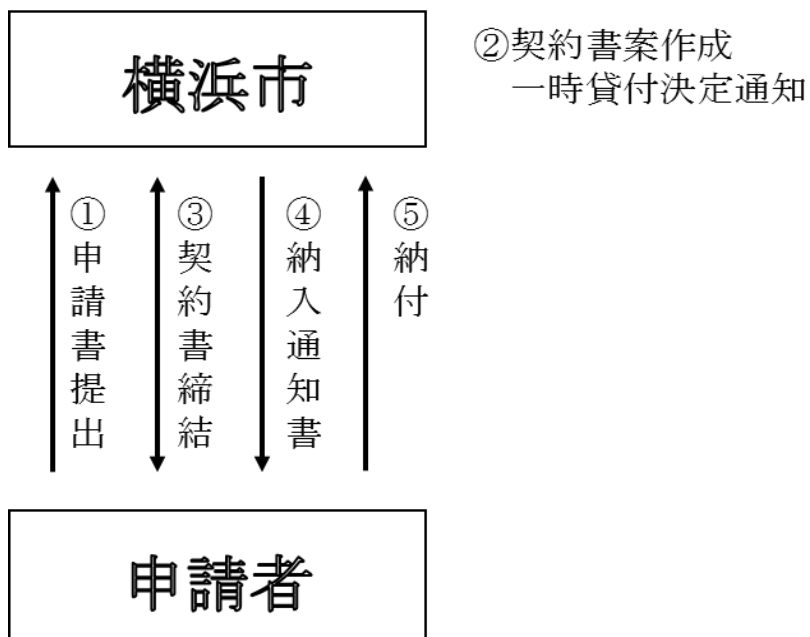 横浜市
②契約書案作成
一時貸付決定通知
①申請書提出
③契約書締結
④納入通知書
⑤納付
申請者